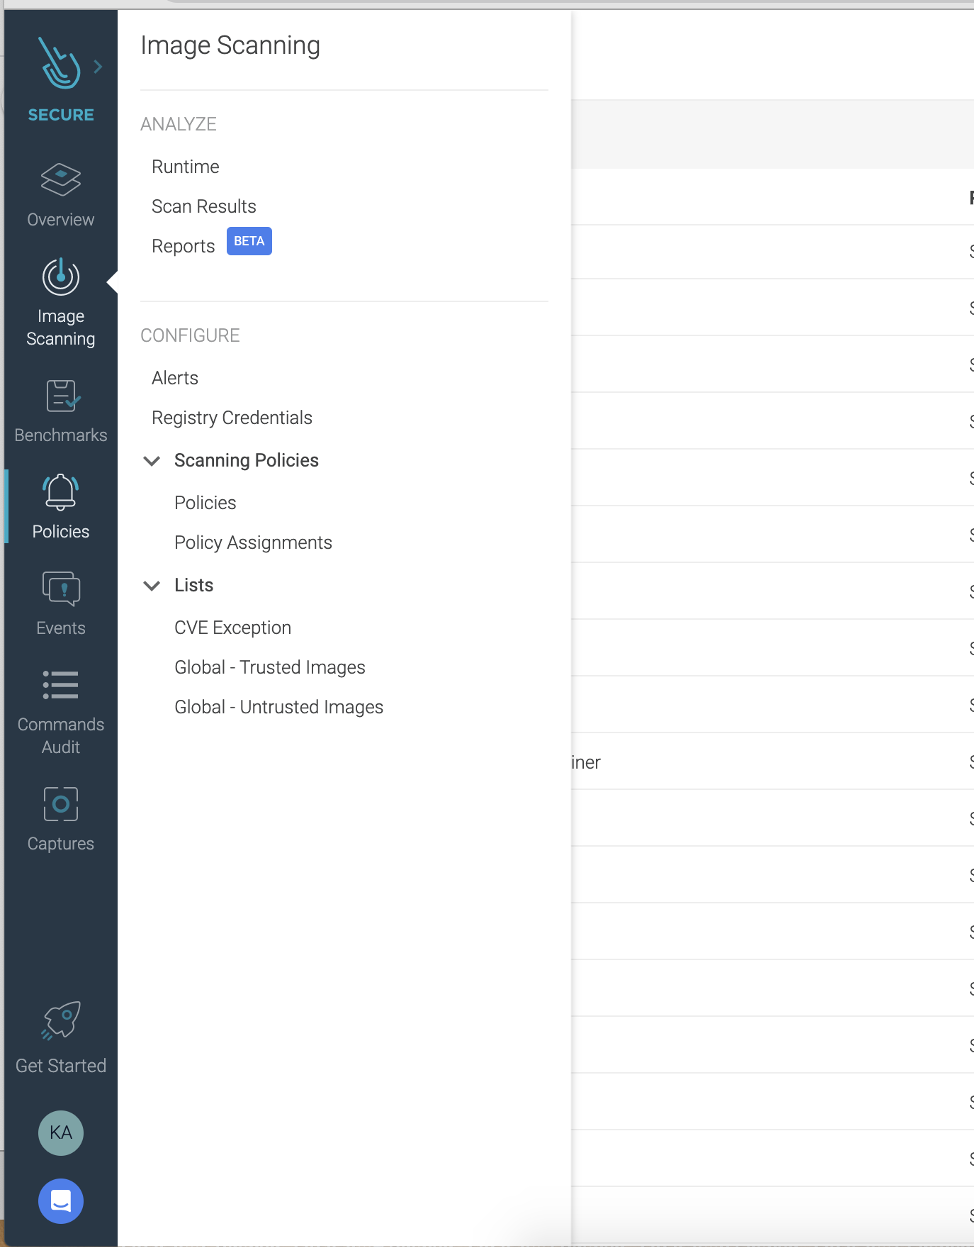 SECURE
Overview
Image
Scanning
Benchmarks
Policies
Events
Commands
Audit
Captures
Get Started
KA
Image Scanning
ANALYZE
Runtime
Scan Results
Reports BETA
CONFIGURE
Alerts
Registry Credentials
Scanning Policies
Policies
Policy Assignments
Lists
CVE Exception
Global - Trusted Images
Global - Untrusted Images
iner